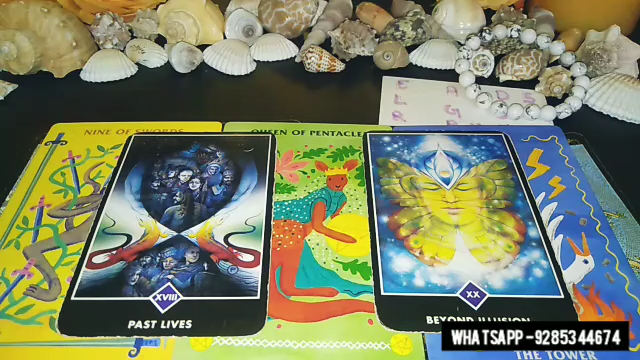 NINE OF SWORDS
QUEEN OF PENTACLES
XVIII
PAST LIVES
XX
BEYOND ILLUSION
THE TOWER
WHATSAPP -9285344674